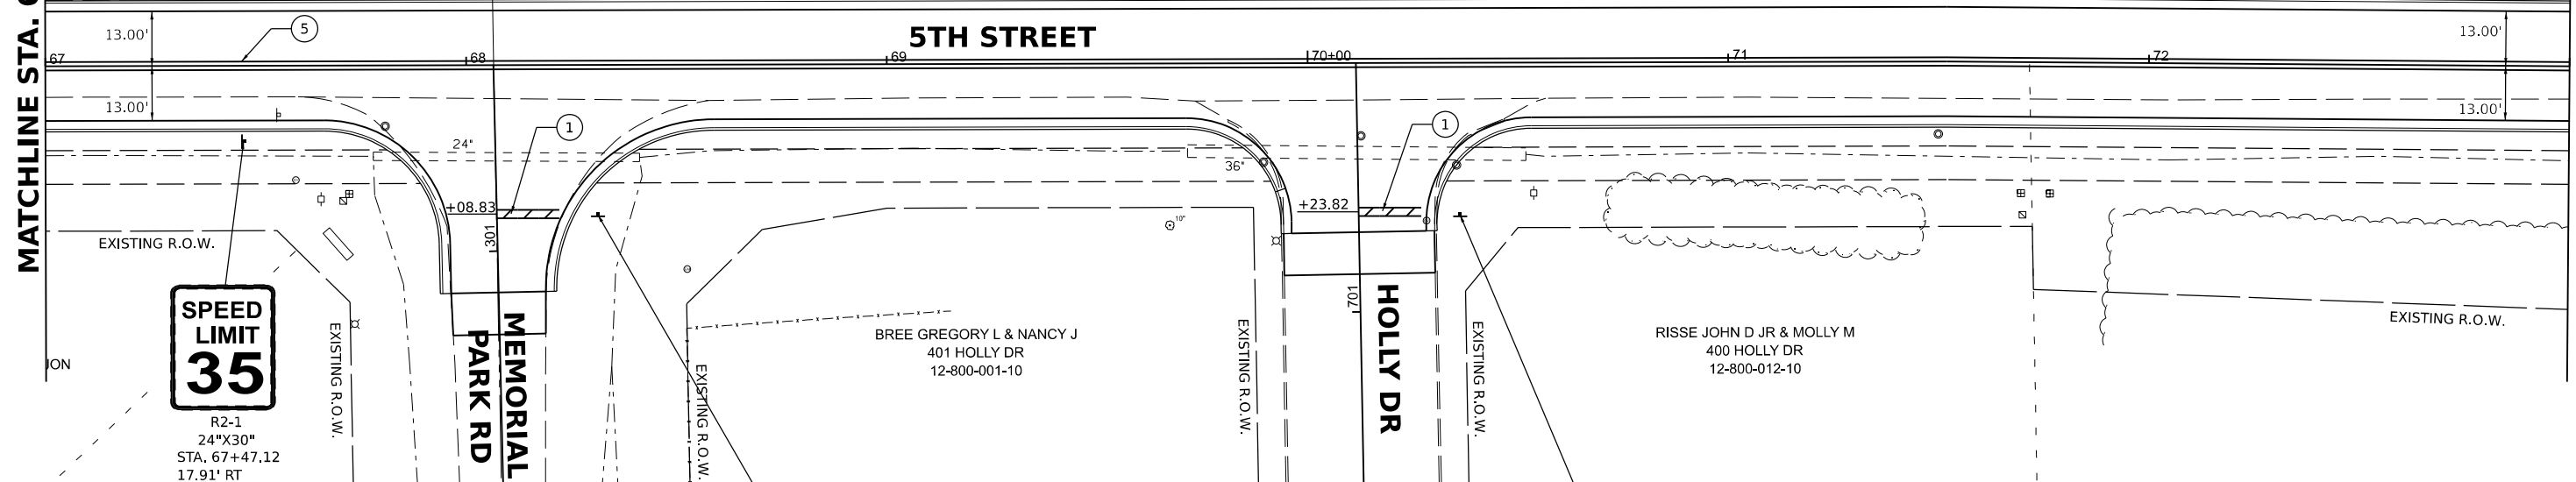 MATCHLINE STA. 6
13.00'
5
5TH STREET
13.00'
67
68
69
70+00
71
72
13.00'
13.00'
24"
1
36"
1
+08.83
301
10"
+23.82
701
EXISTING R.O.W.
SPEED
LIMIT
35
R2-1
24"X30"
STA. 67+47.12
17.91' RT
ION
EXISTING R.O.W.
MEMORIAL
PARK RD
EXISTING R.O.W.
BREE GREGORY L & NANCY J
401 HOLLY DR
12-800-001-10
EXISTING R.O.W.
HOLLY DR
EXISTING R.O.W.
RISSE JOHN D JR & MOLLY M
400 HOLLY DR
12-800-012-10
EXISTING R.O.W.